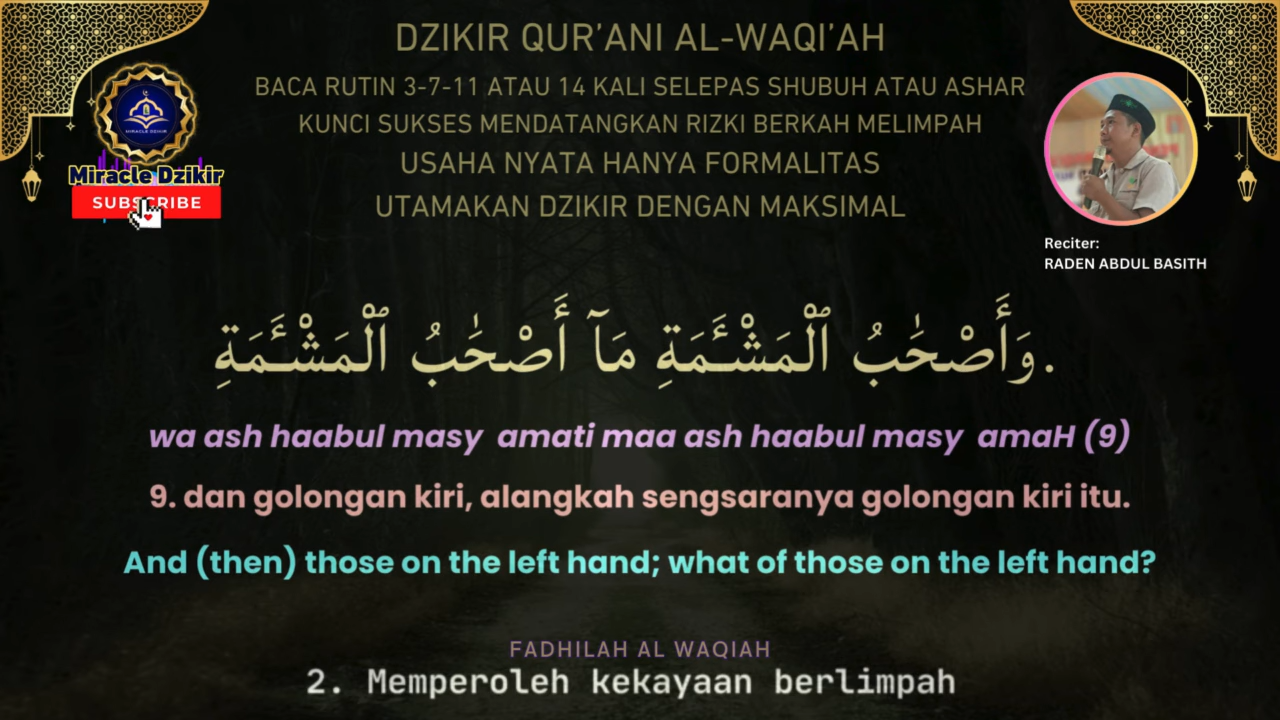 DZIKIR QUR'ANI AL-WAQI'AH
BACA RUTIN 3-7-11 ATAU 14 KALI SELEPAS SHUBUH ATAU ASHAR
KUNCI SUKSES MENDATANGKAN RIZKI BERKAH MELIMPAH
USAHA NYATA HANYA FORMALITAS
UTAMAKAN DZIKIR DENGAN MAKSIMAL
MIRACLE DZIKIR
Miracle Dzikir
SUBSCRIBE
Reciter:
RADEN ABDUL BASITH
وَأَصْحَٰبُ ٱلْمَشْـَٔمَةِ مَآ أَصْحَٰبُ ٱلْمَشْـَٔمَةِ.
wa ash haabul masy  amati maa ash haabul masy  amaH (9)
9. dan golongan kiri, alangkah sengsaranya golongan kiri itu.
And (then) those on the left hand; what of those on the left hand?
FADHILAH AL WAQIAH
2. Memperoleh kekayaan berlimpah